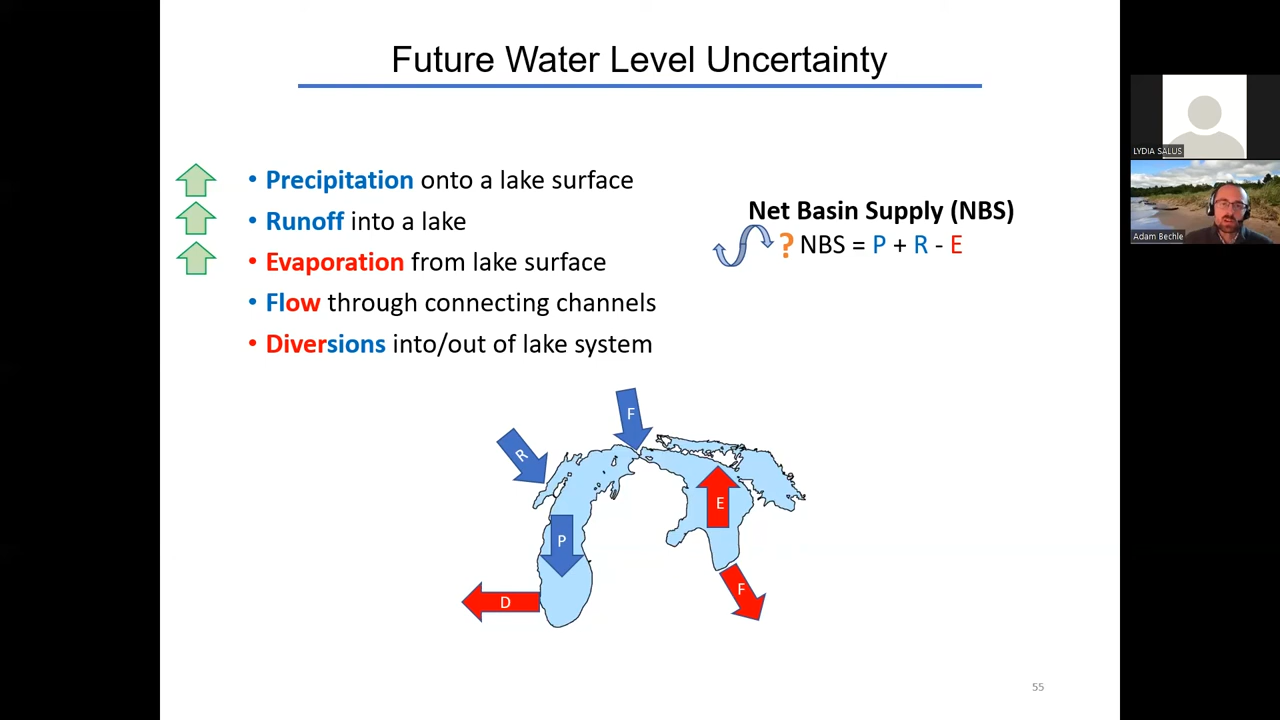 Future Water Level Uncertainty
• Precipitation onto a lake surface
• Runoff into a lake
• Evaporation from lake surface
• Flow through connecting channels
• Diversions into/out of lake system
Net Basin Supply (NBS)
? NBS = P + R - E
F
R
E
P
F
D
55
LYDIA SALUS
Adam Bechle